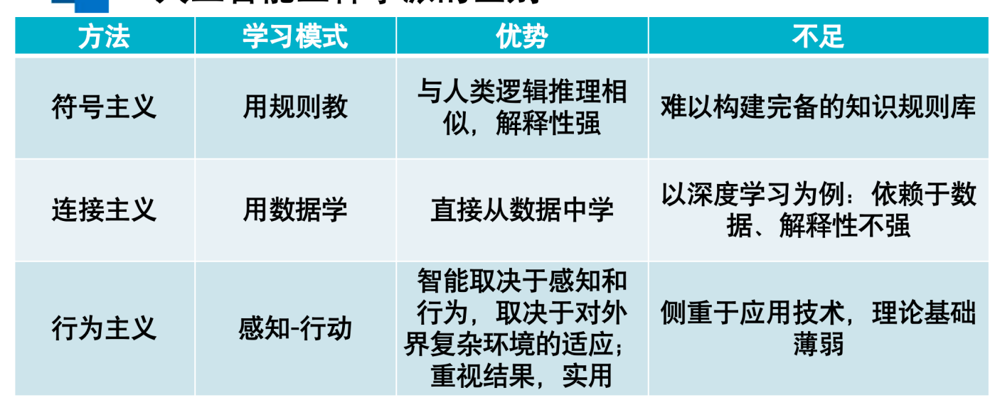 方法 学习模式 优势 不足
符号主义 用规则教
与人类逻辑推理相
似，解释性强
难以构建完备的知识规则库
连接主义 用数据学 直接从数据中学
以深度学习为例：依赖于数
据、解释性不强
行为主义 感知-行动
智能取决于感知和
行为，取决于对外
界复杂环境的适应；
重视结果，实用
侧重于应用技术，理论基础
薄弱